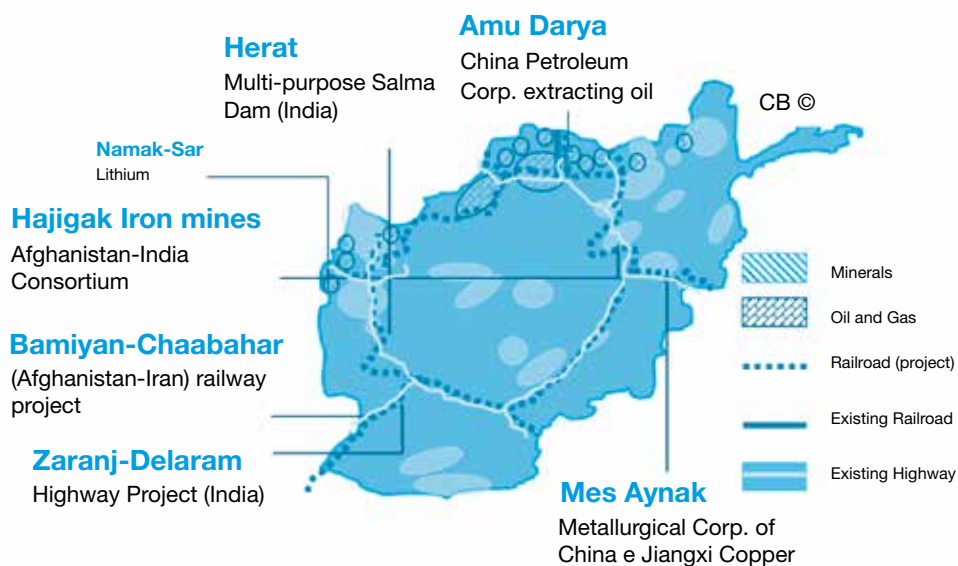 Amu Darya
China Petroleum
Corp. extracting oil
Herat
Multi-purpose Salma
Dam (India)
CB ©
Namak-Sar
Lithium
Hajigak Iron mines
Afghanistan-India
Consortium
Bamiyan-Chaabahar
(Afghanistan-Iran) railway
project
Zaranj-Delaram
Highway Project (India)
Mes Aynak
Metallurgical Corp. of
China e Jiangxi Copper
Minerals
Oil and Gas
Railroad (project)
Existing Railroad
Existing Highway